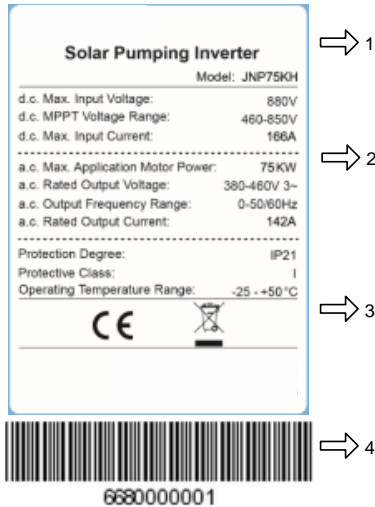 Solar Pumping Inverter
Model: JNP75KH
d.c. Max. Input Voltage: 880V
d.c. MPPT Voltage Range: 460-850V
d.c. Max. Input Current: 166A
a.c. Max. Application Motor Power: 75KW
a.c. Rated Output Voltage: 380-460V 3~
a.c. Output Frequency Range: 0-50/60Hz
a.c. Rated Output Current: 142A
Protection Degree: IP21
Protective Class: I
Operating Temperature Range: -25 - +50°C
CE
6680000001
1
2
3
4